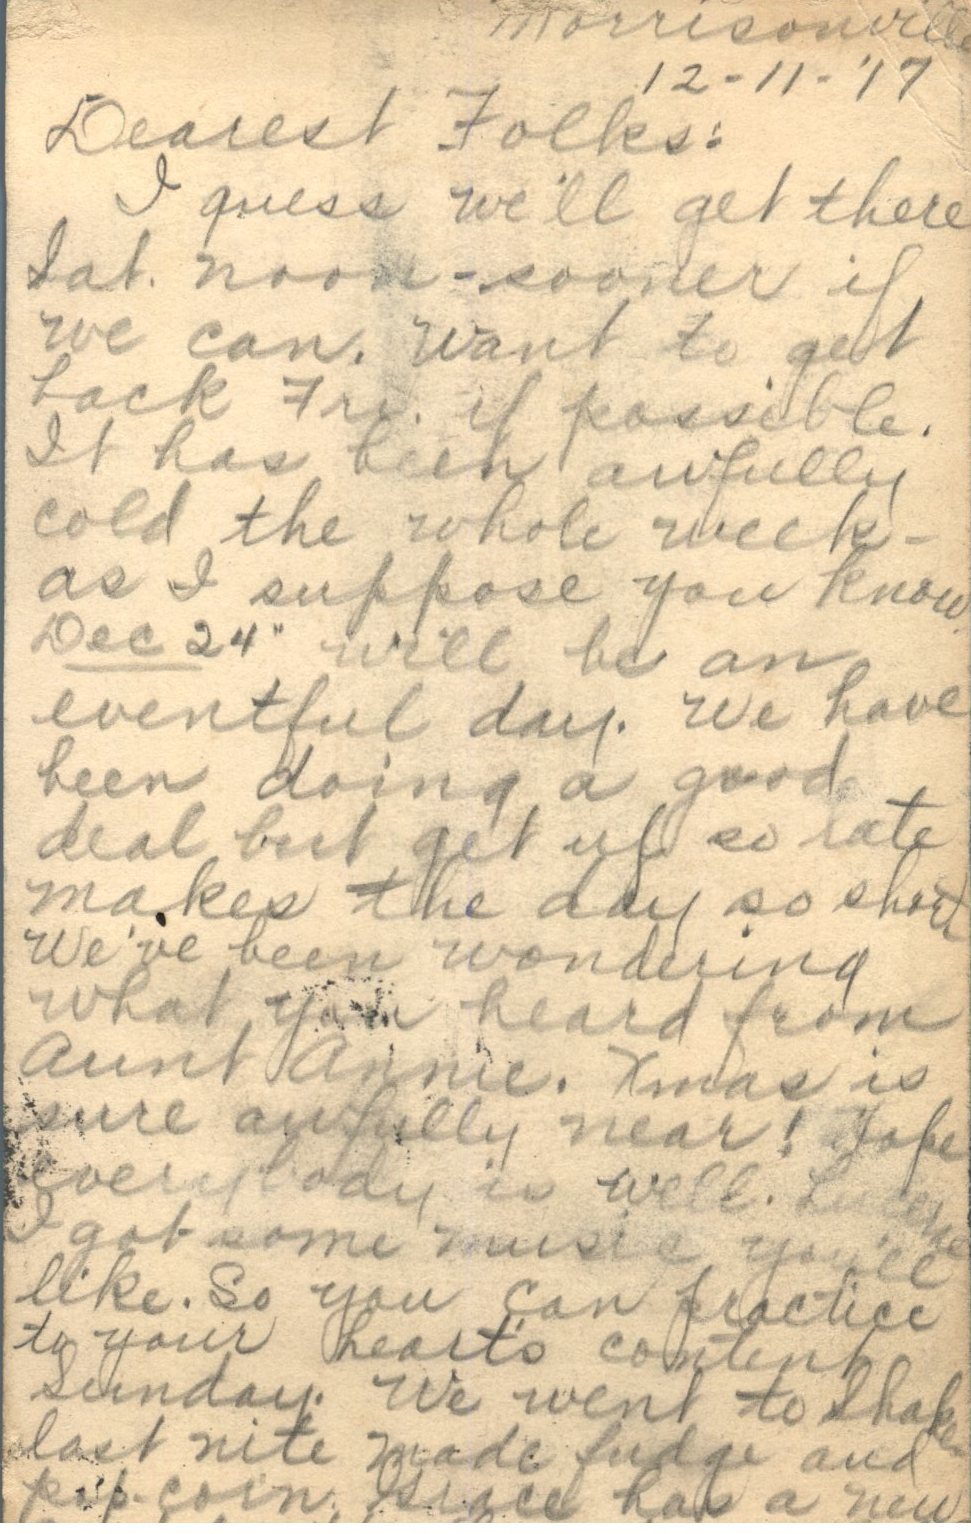 Morrisonville
12-11-'17
Dearest Folks:
I guess we'll get there
Sat. noon - sooner if
we can. Want to get
back Fri. if possible.
It has been awfully
cold the whole week -
as I suppose you know.
Dec 24" will be an
eventful day. We have
been doing a good
deal but get up so late
makes the day so short
We've been wondering
what you heard from
Aunt Annie. Xmas is
sure awfully near! Hope
everybody is well.
I got some music you'll
like. So you can practice
to your heart's content
Sunday. We went to
last nite made fudge and
pop-corn. Grace has a new